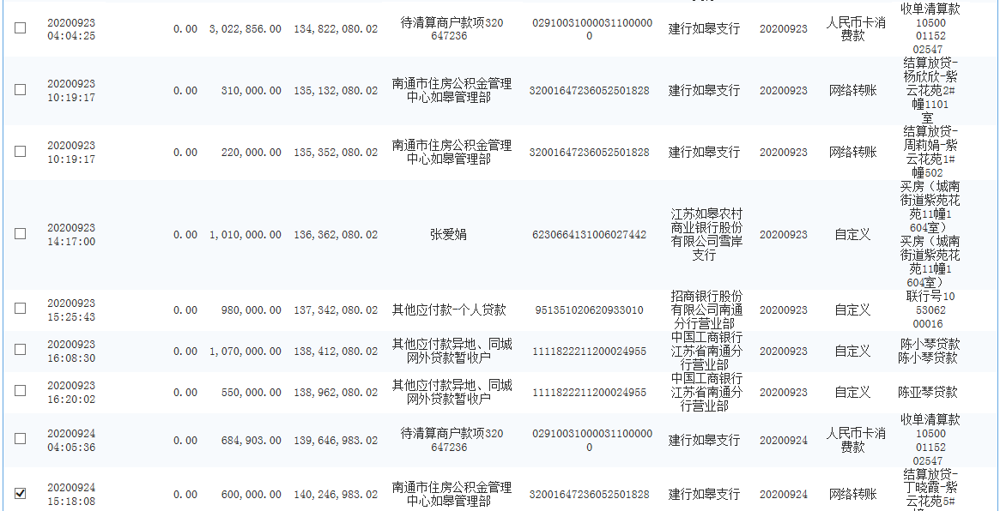 20200923
04:04:25
0.00
3,022,856.00
134,822,080.02
待清算商户款项320
647236
02910031000031100000
0
建行如皋支行
20200923
人民币卡消
费款
收单清算款
10500
01152
02547
20200923
10:19:17
0.00
310,000.00
135,132,080.02
南通市住房公积金管理
中心如皋管理部
32001647236052501828
建行如皋支行
20200923
网络转账
结算放贷-
杨欣欣-紫
云花苑2#
幢1101
室
20200923
10:19:17
0.00
220,000.00
135,352,080.02
南通市住房公积金管理
中心如皋管理部
32001647236052501828
建行如皋支行
20200923
网络转账
结算放贷-
周莉娟-紫
云花苑1#
幢502
20200923
14:17:00
0.00
1,010,000.00
136,362,080.02
张爱娟
6230664131006027442
江苏如皋农村
商业银行股份
有限公司雪岸
支行
20200923
自定义
买房（城南
街道紫苑花
苑11幢1
604室）
买房（城南
街道紫苑花
苑11幢1
604室）
20200923
15:25:43
0.00
980,000.00
137,342,080.02
其他应付款-个人贷款
951351020620933010
招商银行股份
有限公司南通
分行营业部
20200923
自定义
联行号10
53062
00016
20200923
16:08:30
0.00
1,070,000.00
138,412,080.02
其他应付款异地、同城
网外贷款暂收户
1111822211200024955
中国工商银行
江苏省南通分
行营业部
20200923
自定义
陈小琴贷款
陈小琴贷款
20200923
16:20:02
0.00
550,000.00
138,962,080.02
其他应付款异地、同城
网外贷款暂收户
1111822211200024955
中国工商银行
江苏省南通分
行营业部
20200923
自定义
陈亚琴贷款
20200924
04:05:36
0.00
684,903.00
139,646,983.02
待清算商户款项320
647236
02910031000031100000
0
建行如皋支行
20200924
人民币卡消
费款
收单清算款
10500
01152
02547
20200924
15:18:08
0.00
600,000.00
140,246,983.02
南通市住房公积金管理
中心如皋管理部
32001647236052501828
建行如皋支行
20200924
网络转账
结算放贷-
丁晓霞-紫
云花苑5#